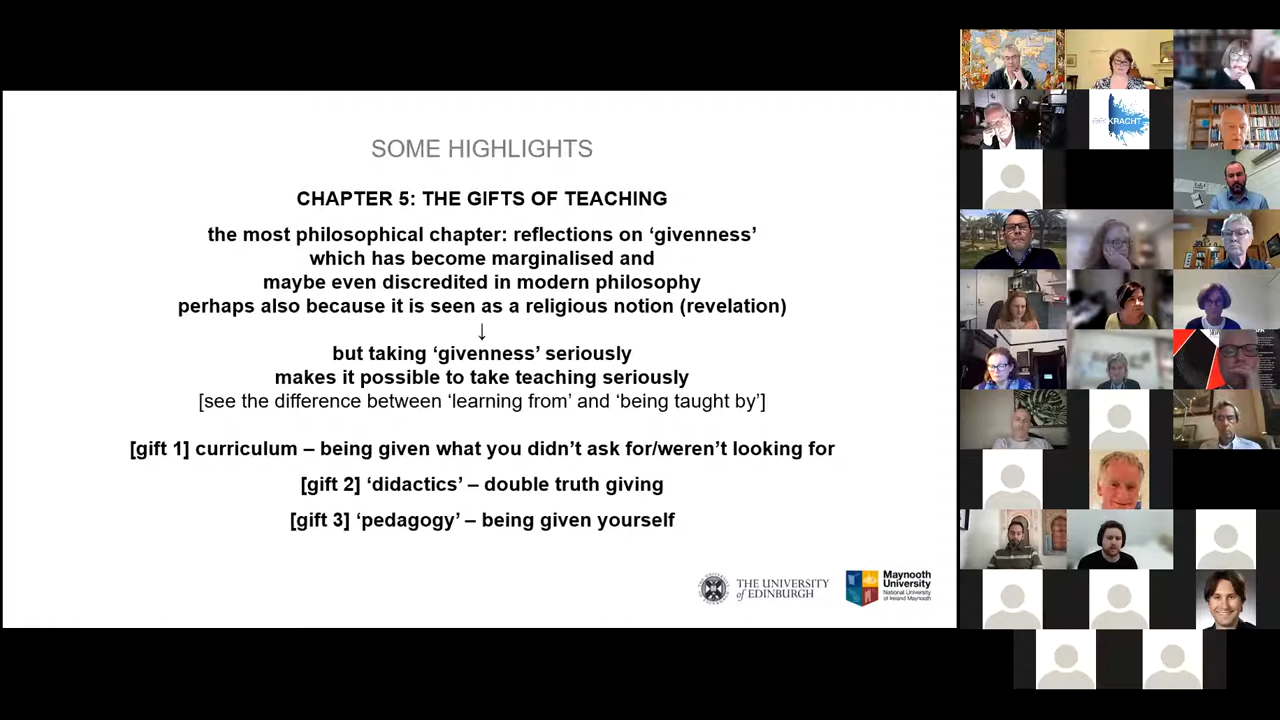 SOME HIGHLIGHTS
CHAPTER 5: THE GIFTS OF TEACHING
the most philosophical chapter: reflections on ‘givenness’
which has become marginalised and
maybe even discredited in modern philosophy
perhaps also because it is seen as a religious notion (revelation)
↓
but taking ‘givenness’ seriously
makes it possible to take teaching seriously
[see the difference between ‘learning from’ and ‘being taught by’]
[gift 1] curriculum – being given what you didn’t ask for/weren’t looking for
[gift 2] ‘didactics’ – double truth giving
[gift 3] ‘pedagogy’ – being given yourself
THE UNIVERSITY
of EDINBURGH
Maynooth
University
National University
of Ireland Maynooth
KRACHT